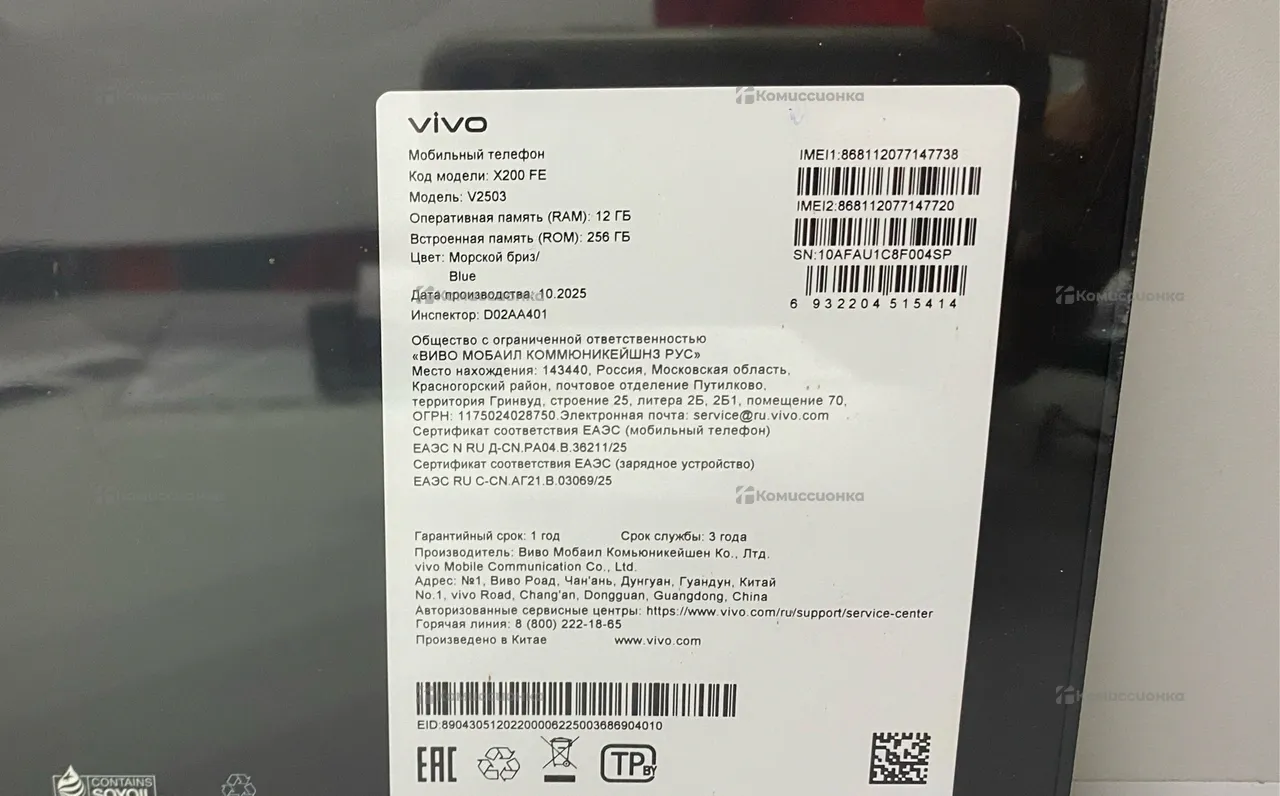 Комиссионка
vivo
Мобильный телефон
Код модели: X200 FE
Модель: V2503
Оперативная память (RAM): 12 ГБ
Встроенная память (ROM): 256 ГБ
Цвет: Морской бриз/
Blue
Дата производства: 10.2025
Инспектор: D02AA401
IMEI1:868112077147738
IMEI2:868112077147720
SN:10AFAU1C8F004SP
6 932204 515414
Комиссионка
Общество с ограниченной ответственностью
«ВИВО МОБАИЛ КОММЮНИКЕЙШНЗ РУС»
Место нахождения: 143440, Россия, Московская область,
Красногорский район, почтовое отделение Путилково,
территория Гринвуд, строение 25, литера 2Б, 2Б1, помещение 70,
ОГРН: 1175024028750.Электронная почта: service@ru.vivo.com
Сертификат соответствия ЕАЭС (мобильный телефон)
ЕАЭС N RU Д-CN.РА04.В.36211/25
Сертификат соответствия ЕАЭС (зарядное устройство)
ЕАЭС RU С-CN.АГ21.В.03069/25
Комиссионка
Гарантийный срок: 1 год Срок службы: 3 года
Производитель: Виво Мобаил Комьюникейшен Ко., Лтд.
vivo Mobile Communication Co., Ltd.
Адрес: №1, Виво Роад, Чан'ань, Дунгуан, Гуандун, Китай
No.1, vivo Road, Chang'an, Dongguan, Guangdong, China
Авторизованные сервисные центры: https://www.vivo.com/ru/support/service-center
Горячая линия: 8 (800) 222-18-65
Произведено в Китае www.vivo.com
Комиссионка
EID:89043051202200006225003686904010
EAC
TP BY
CONTAINS
SOYOIL